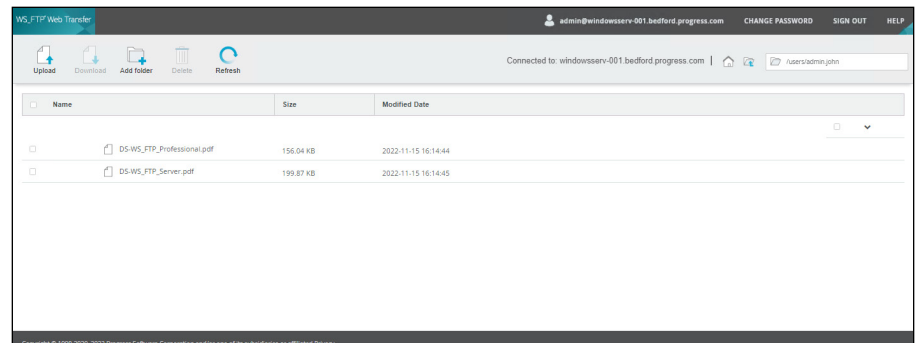 WS_FTP Web Transfer
admin@windowsserv-001.bedford.progress.com CHANGE PASSWORD SIGN OUT HELP
Upload Download Add folder Delete Refresh
Connected to: windowsserv-001.bedford.progress.com | /users/admin.john
Name Size Modified Date
DS-WS_FTP_Professional.pdf 156.04 KB 2022-11-15 16:14:44
DS-WS_FTP_Server.pdf 199.87 KB 2022-11-15 16:14:45